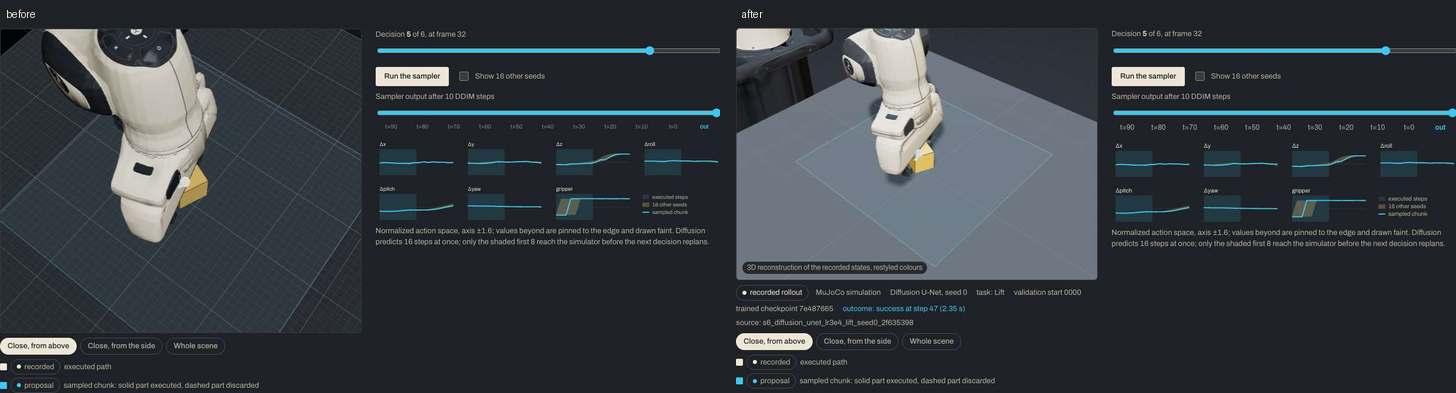 before
Decision 5 of 6, at frame 32
Run the sampler
Show 16 other seeds
Sampler output after 10 DDIM steps
t=90 t=80 t=70 t=60 t=50 t=40 t=30 t=20 t=10 t=0 out
Δx Δy Δz Δroll
Δpitch Δyaw gripper
executed steps
16 other seeds
sampled chunk
Normalized action space, axis ±1.6; values beyond are pinned to the edge and drawn faint. Diffusion
predicts 16 steps at once; only the shaded first 8 reach the simulator before the next decision replans.
Close, from above Close, from the side Whole scene
recorded executed path
proposal sampled chunk: solid part executed, dashed part discarded
after
3D reconstruction of the recorded states, restyled colours
recorded rollout MuJoCo simulation Diffusion U-Net, seed 0 task: Lift validation start 0000
trained checkpoint 7e487665 outcome: success at step 47 (2.35 s)
source: s6_diffusion_unet_lr3e4_lift_seed0_2f635398
Close, from above Close, from the side Whole scene
recorded executed path
proposal sampled chunk: solid part executed, dashed part discarded
Decision 5 of 6, at frame 32
Run the sampler
Show 16 other seeds
Sampler output after 10 DDIM steps
t=90 t=80 t=70 t=60 t=50 t=40 t=30 t=20 t=10 t=0 out
Δx Δy Δz Δroll
Δpitch Δyaw gripper
executed steps
16 other seeds
sampled chunk
Normalized action space, axis ±1.6; values beyond are pinned to the edge and drawn faint. Diffusion
predicts 16 steps at once; only the shaded first 8 reach the simulator before the next decision replans.